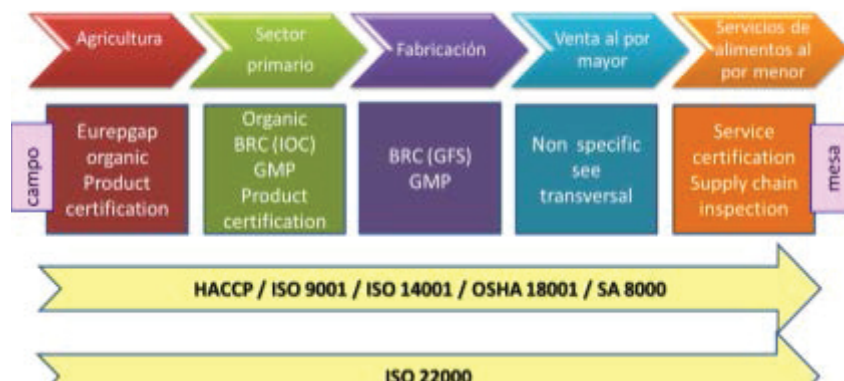 Agricultura
Sector
primario
Fabricación
Venta al por
mayor
Servicios de
alimentos al
por menor
campo
Eurepgap
organic
Product
certification
Organic
BRC (IOC)
GMP
Product
certification
BRC (GFS)
GMP
Non specific
see
transversal
Service
certification
Supply chain
inspection
mesa
HACCP / ISO 9001 / ISO 14001 / OSHA 18001 / SA 8000
ISO 22000